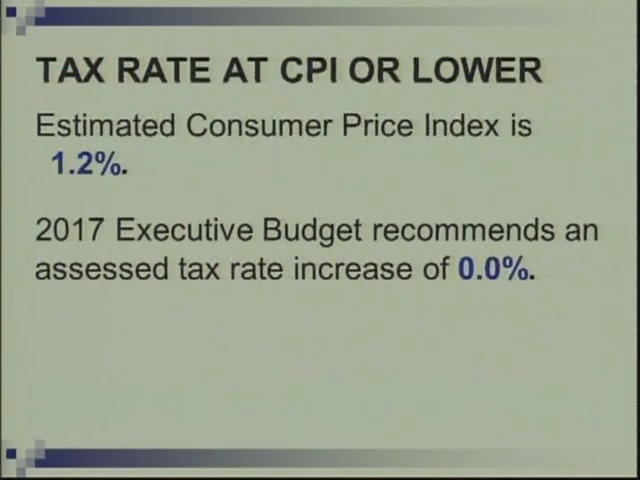 TAX RATE AT CPI OR LOWER
Estimated Consumer Price Index is
1.2%.
2017 Executive Budget recommends an
assessed tax rate increase of 0.0%.